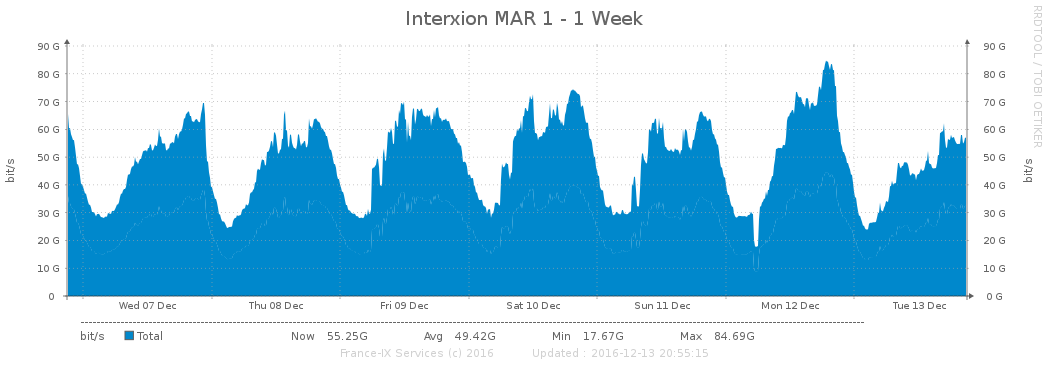 Interxion MAR 1 - 1 Week
RRDTOOL / TOBI OETIKER
90 G 90 G
80 G 80 G
70 G 70 G
60 G 60 G
50 G 50 G
40 G 40 G
30 G 30 G
20 G 20 G
10 G 10 G
0 0 G
bit/s bit/s
Wed 07 Dec Thu 08 Dec Fri 09 Dec Sat 10 Dec Sun 11 Dec Mon 12 Dec Tue 13 Dec
bit/s Total Now 55.25G Avg 49.42G Min 17.67G Max 84.69G
France-IX Services (c) 2016 Updated : 2016-12-13 20:55:15